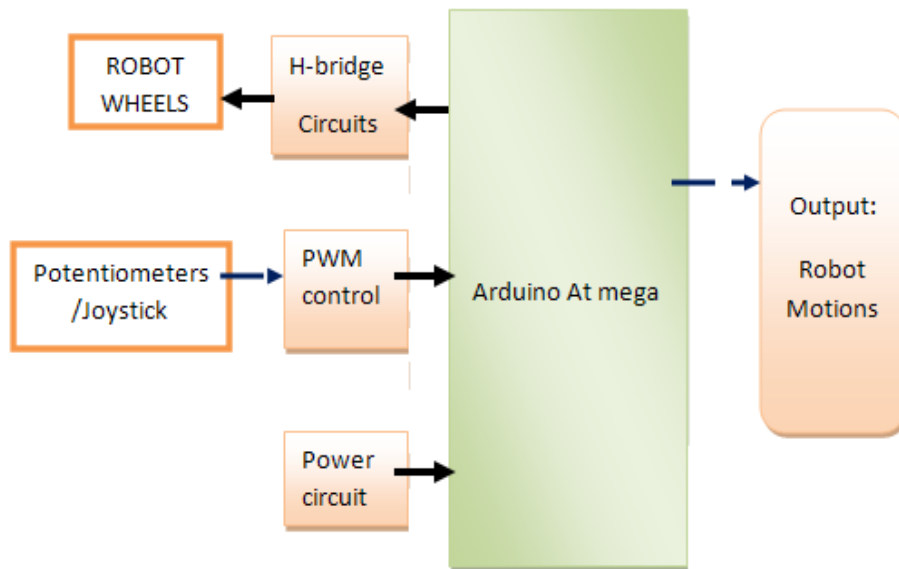 ROBOT
WHEELS
H-bridge
Circuits
Potentiometers
/Joystick
PWM
control
Power
circuit
Arduino At mega
Output:
Robot
Motions